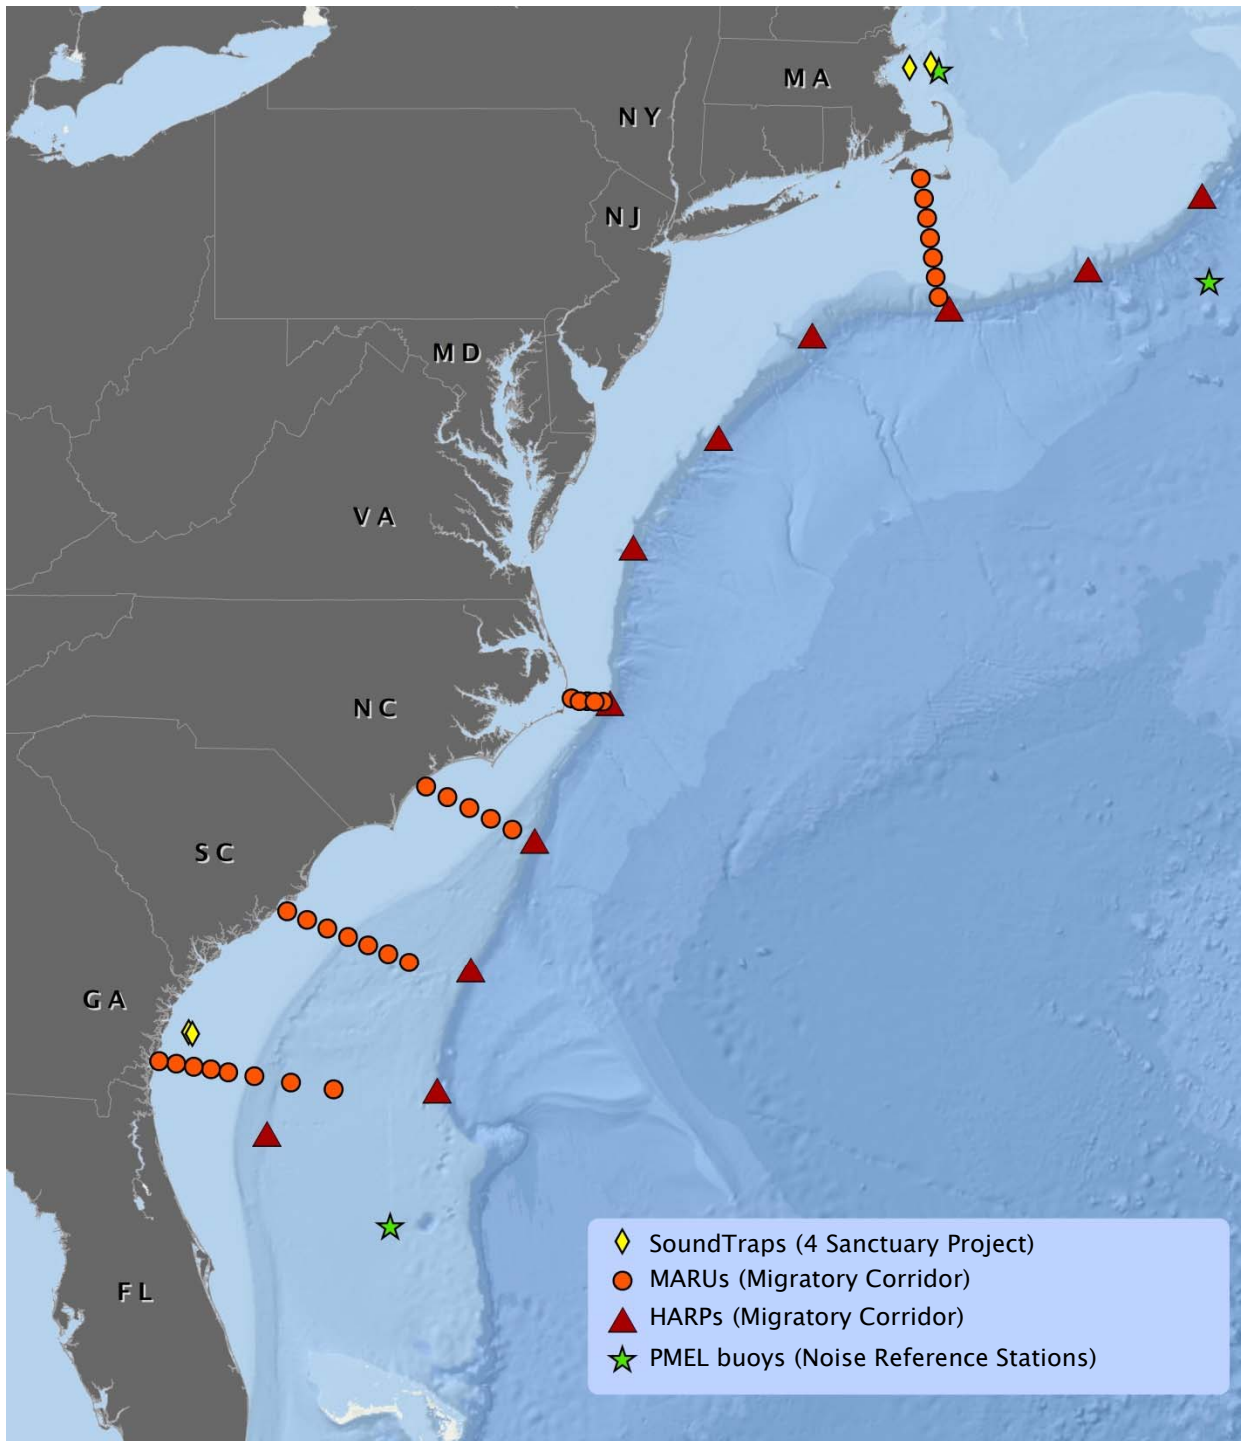 MA
NY
NJ
MD
VA
NC
SC
GA
FL
SoundTraps (4 Sanctuary Project)
MARUs (Migratory Corridor)
HARPs (Migratory Corridor)
PMEL buoys (Noise Reference Stations)